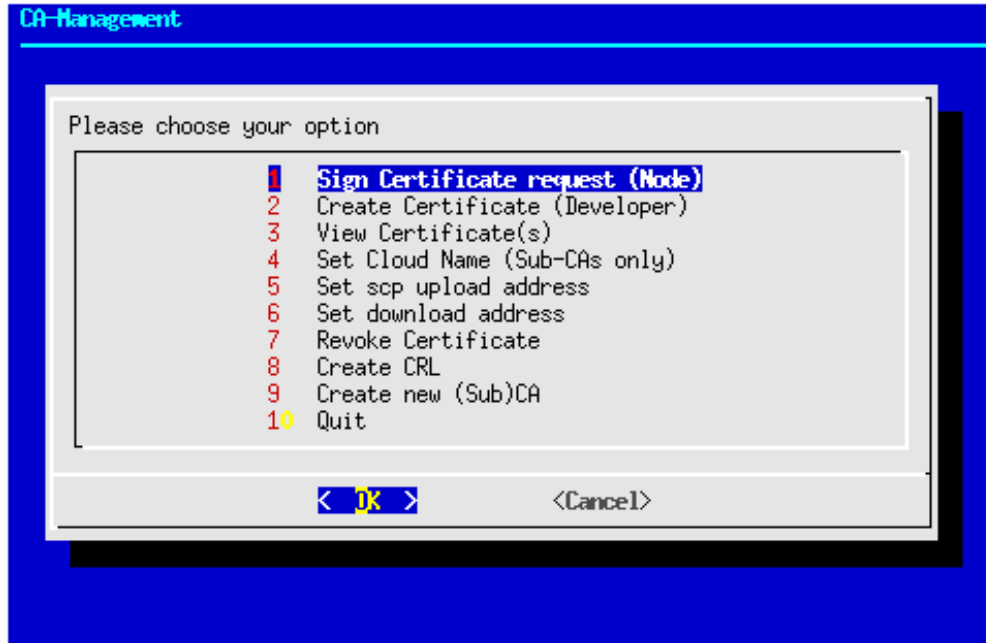 CA-Management
Please choose your option
1 Sign Certificate request (Node)
2 Create Certificate (Developer)
3 View Certificate(s)
4 Set Cloud Name (Sub-CAs only)
5 Set scp upload address
6 Set download address
7 Revoke Certificate
8 Create CRL
9 Create new (Sub)CA
10 Quit
< OK > <Cancel>